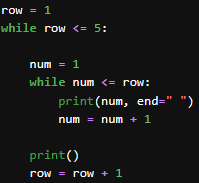 row = 1
while row <= 5:

    num = 1
    while num <= row:
        print(num, end=" ")
        num = num + 1

    print()
    row = row + 1